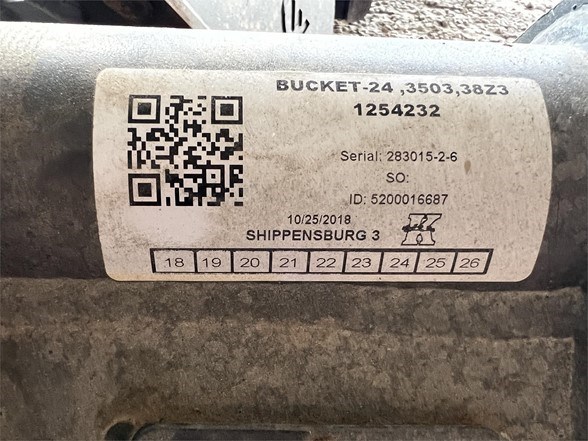 BUCKET-24 ,3503,38Z3
1254232
Serial: 283015-2-6
SO:
ID: 5200016687
10/25/2018
SHIPPENSBURG 3
18 19 20 21 22 23 24 25 26